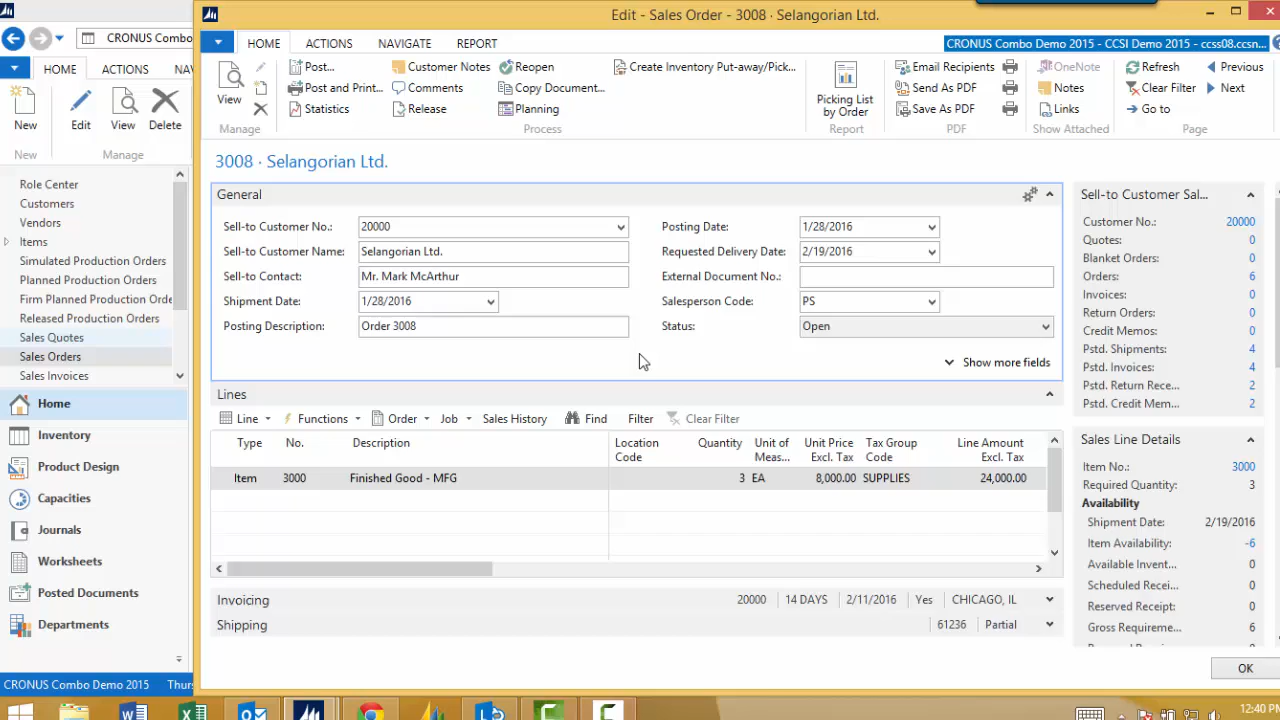 Edit - Sales Order - 3008 · Selangorian Ltd.
CRONUS Combo
HOME ACTIONS NAVIGATE REPORT
CRONUS Combo Demo 2015 - CCSI Demo 2015 - ccss08.ccsn...
HOME ACTIONS NAV
New Edit View Delete
New Manage
View
Manage
Post... Customer Notes Reopen Create Inventory Put-away/Pick...
Post and Print... Comments Copy Document...
Statistics Release Planning
Process
Picking List by Order
Report
Email Recipients
Send As PDF
Save As PDF
PDF
OneNote
Notes
Links
Show Attached
Refresh Previous
Clear Filter Next
Go to
Page
Role Center
Customers
Vendors
Items
Simulated Production Orders
Planned Production Orders
Firm Planned Production Orde
Released Production Orders
Sales Quotes
Sales Orders
Sales Invoices
Home
Inventory
Product Design
Capacities
Journals
Worksheets
Posted Documents
Departments
CRONUS Combo Demo 2015 Thurs
3008 · Selangorian Ltd.
General
Sell-to Customer No.: 20000 Posting Date: 1/28/2016
Sell-to Customer Name: Selangorian Ltd. Requested Delivery Date: 2/19/2016
Sell-to Contact: Mr. Mark McArthur External Document No.:
Shipment Date: 1/28/2016 Salesperson Code: PS
Posting Description: Order 3008 Status: Open
Show more fields
Lines
Line Functions Order Job Sales History Find Filter Clear Filter
Type No. Description Location Code Quantity Unit of Meas... Unit Price Excl. Tax Tax Group Code Line Amount Excl. Tax
Item 3000 Finished Good - MFG 3 EA 8,000.00 SUPPLIES 24,000.00
Invoicing 20000 14 DAYS 2/11/2016 Yes CHICAGO, IL
Shipping 61236 Partial
Sell-to Customer Sal...
Customer No.: 20000
Quotes: 0
Blanket Orders: 0
Orders: 6
Invoices: 0
Return Orders: 0
Credit Memos: 0
Pstd. Shipments: 4
Pstd. Invoices: 4
Pstd. Return Rece... 2
Pstd. Credit Mem... 2
Sales Line Details
Item No.: 3000
Required Quantity: 3
Availability
Shipment Date: 2/19/2016
Item Availability: -6
Available Invent... 0
Scheduled Recei... 0
Reserved Receipt: 0
Gross Requireme... 6
OK
12:40 PM